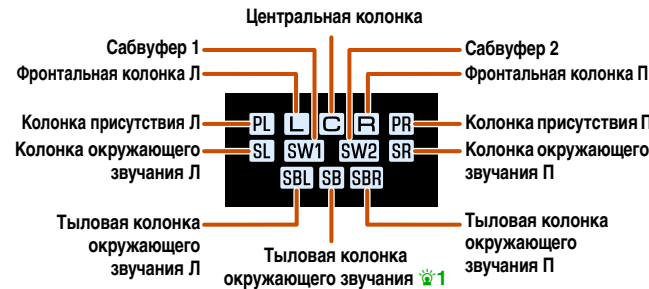 Центральная колонка
Сабвуфер 1
Сабвуфер 2
Фронтальная колонка Л
Фронтальная колонка П
PL L C R PR
Колонка присутствия Л
Колонка присутствия П
SL SW1 SW2 SR
Колонка окружающего
звучания Л
Колонка окружающего
звучания П
SBL SB SBR
Тыловая колонка
окружающего
звучания Л
Тыловая колонка
окружающего звучания 1
Тыловая колонка
окружающего
звучания П